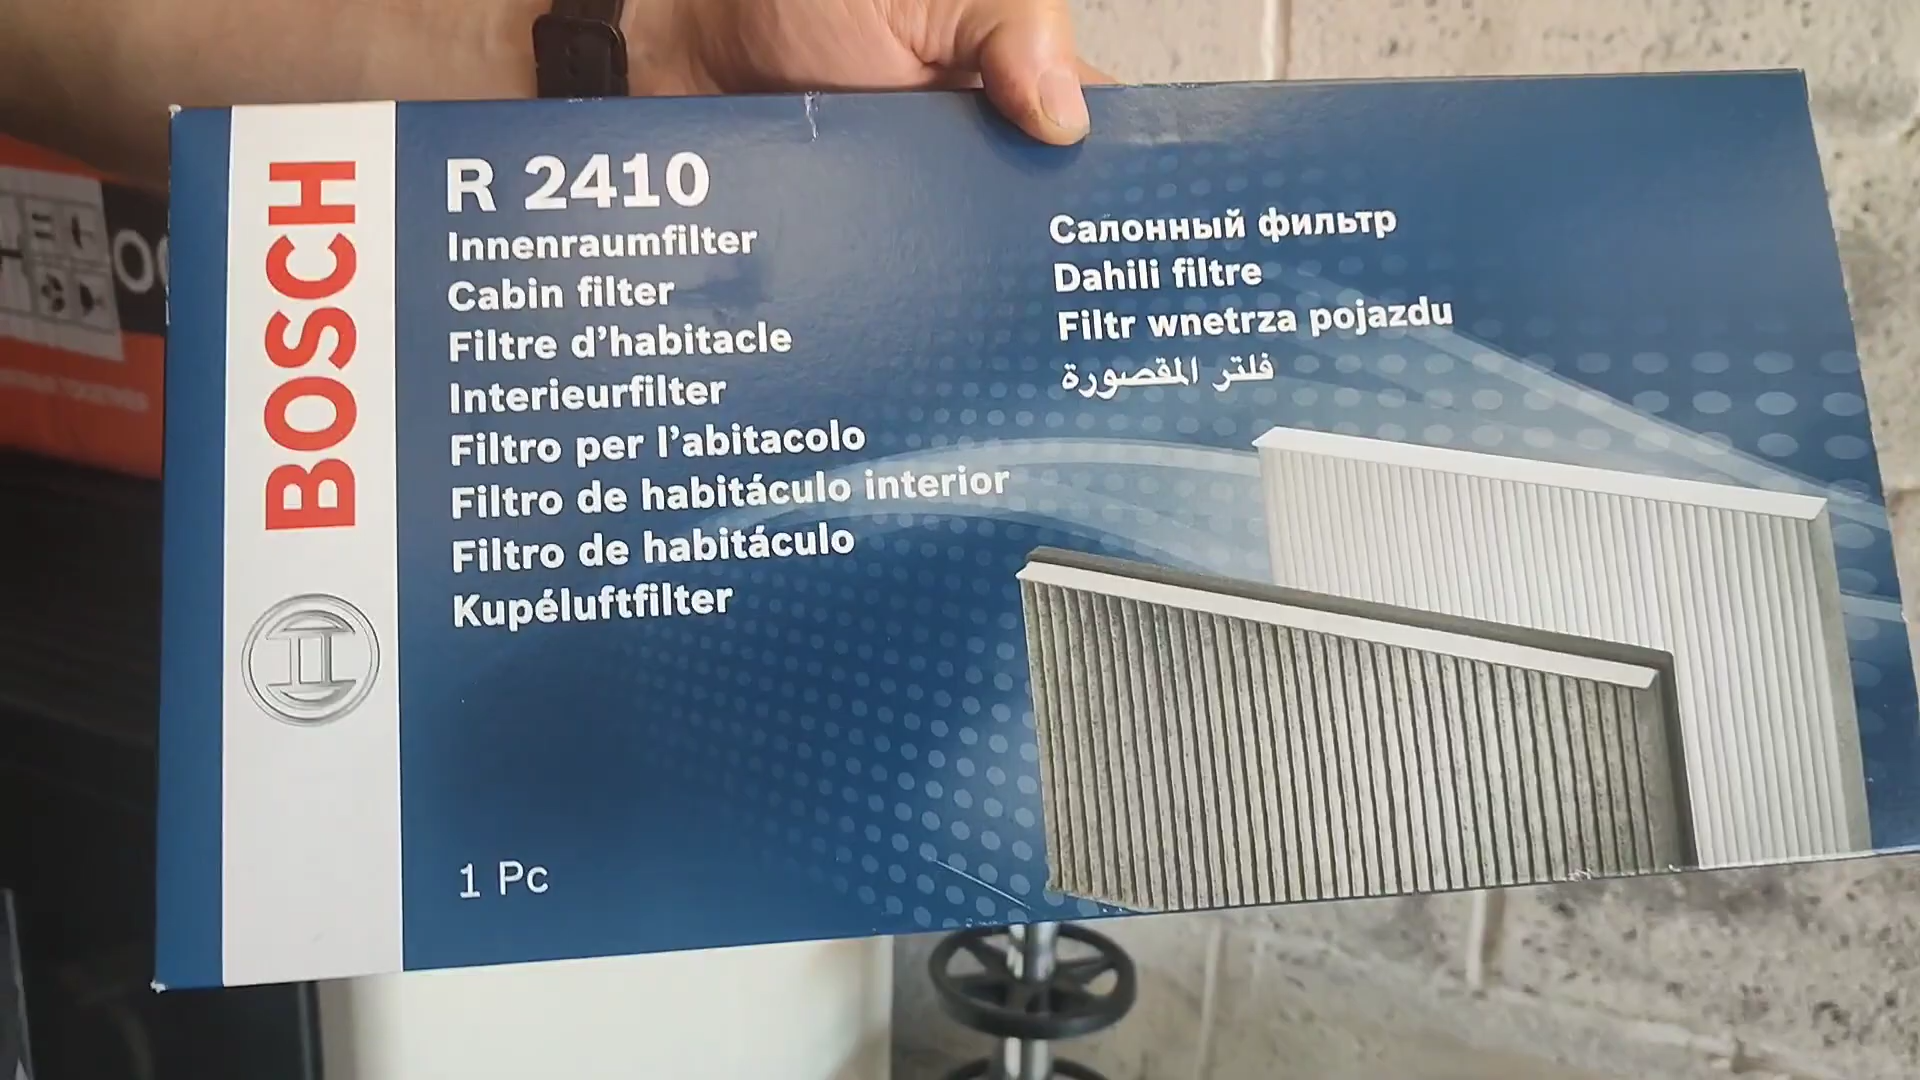 BOSCH
R 2410
Innenraumfilter
Cabin filter
Filtre d'habitacle
Interieurfilter
Filtro per l'abitacolo
Filtro de habitáculo interior
Filtro de habitáculo
Kupéluftfilter
Салонный фильтр
Dahili filtre
Filtr wnetrza pojazdu
فلتر المقصورة
1 Pc